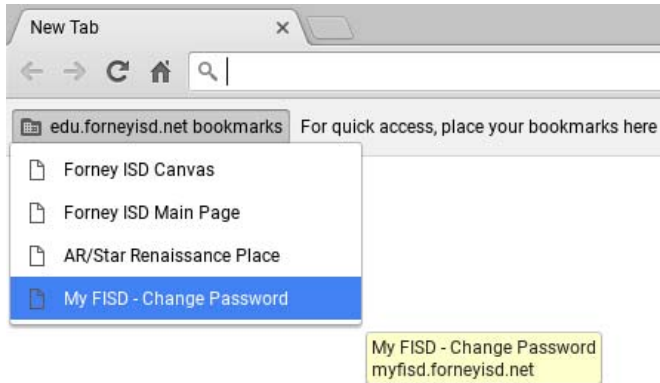 New Tab
edu.forneyisd.net bookmarks For quick access, place your bookmarks here
Forney ISD Canvas
Forney ISD Main Page
AR/Star Renaissance Place
My FISD - Change Password
My FISD - Change Password
myfisd.forneyisd.net